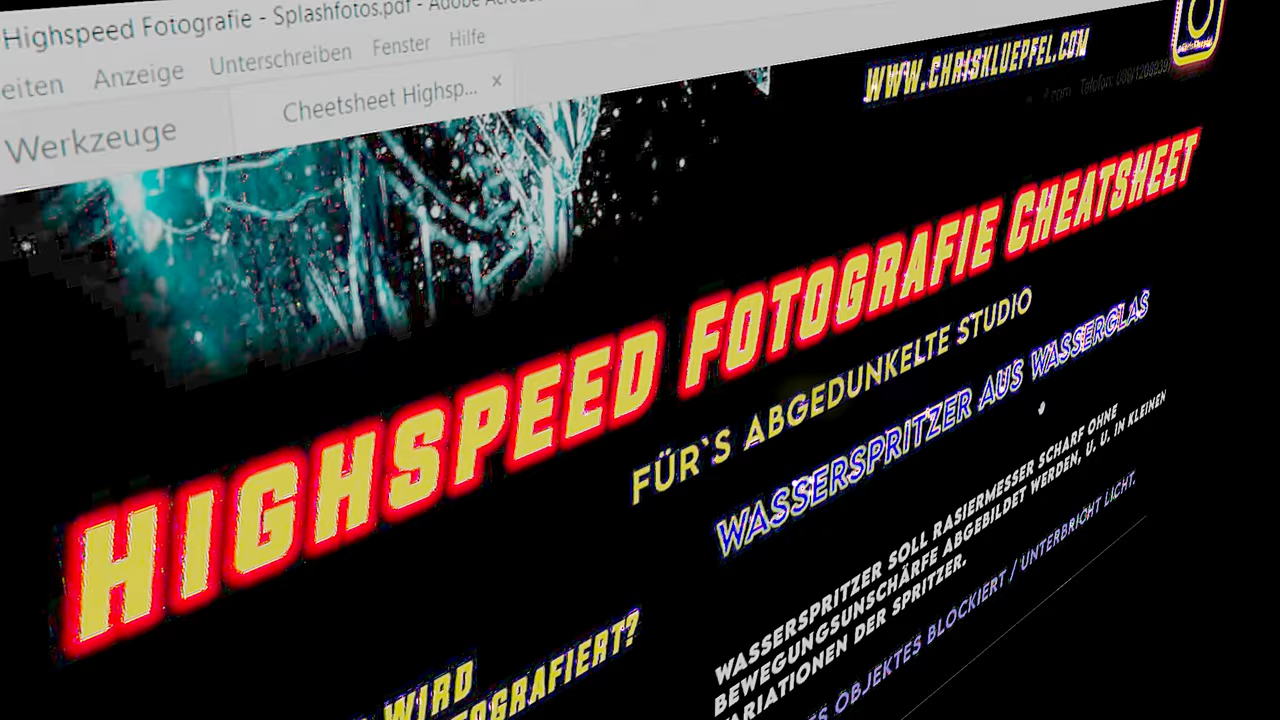 Highspeed Fotografie - Splashfotos.pdf - Adobe
eiten Anzeige Unterschreiben Fenster Hilfe
Werkzeuge Cheetsheet Highsp... ×
WWW.CHRISKLUEPFEL.COM
HIGHSPEED FOTOGRAFIE CHEATSHEET
FÜR`S ABGEDUNKELTE STUDIO
WASSERSPRITZER AUS WASSERGLAS
WASSERSPRITZER SOLL RASIERMESSER SCHARF OHNE
BEWEGUNGSUNSCHÄRFE ABGEBILDET WERDEN, U. U. IN KLEINEN
VARIATIONEN DER SPRITZER.
WIRD
OBJEKTES BLOCKIERT / UNTERBRICHT LICHT.